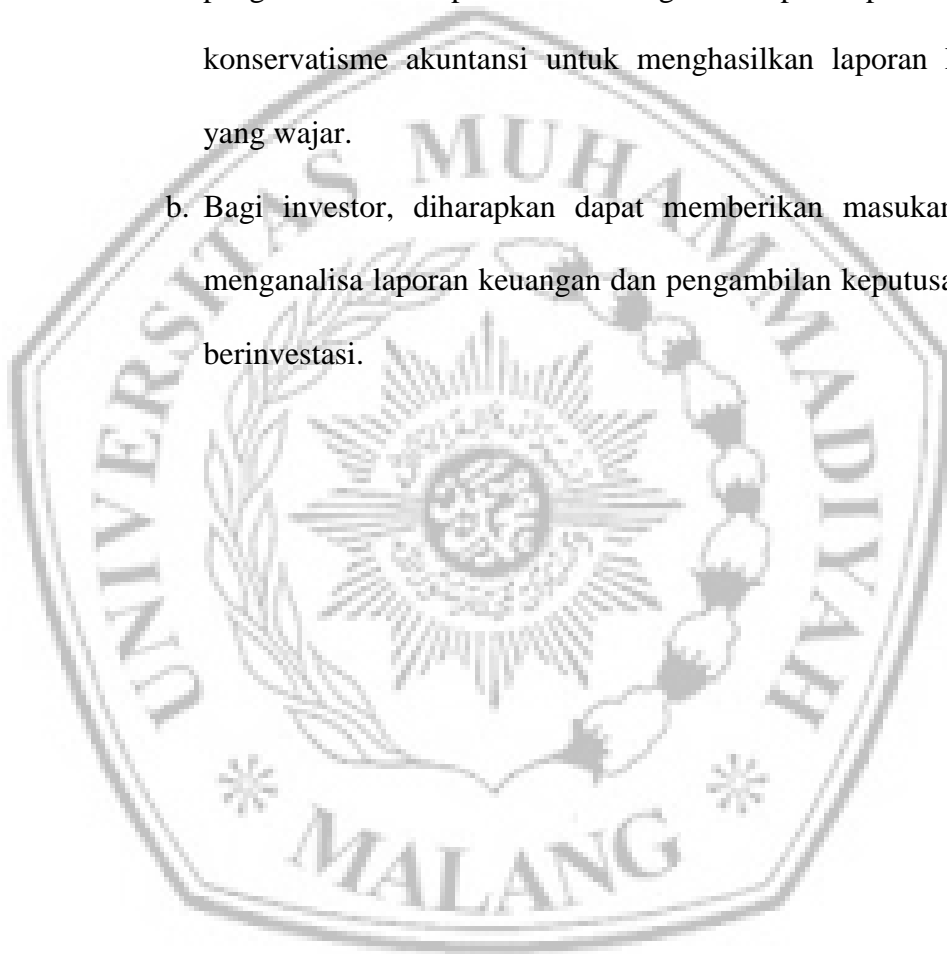 konservatisme akuntansi untuk menghasilkan laporan
yang wajar.
b. Bagi investor, diharapkan dapat memberikan masukan
menganalisa laporan keuangan dan pengambilan
berinvestasi.
UNIVERSITAS MUHAMMADIYAH
MALANG